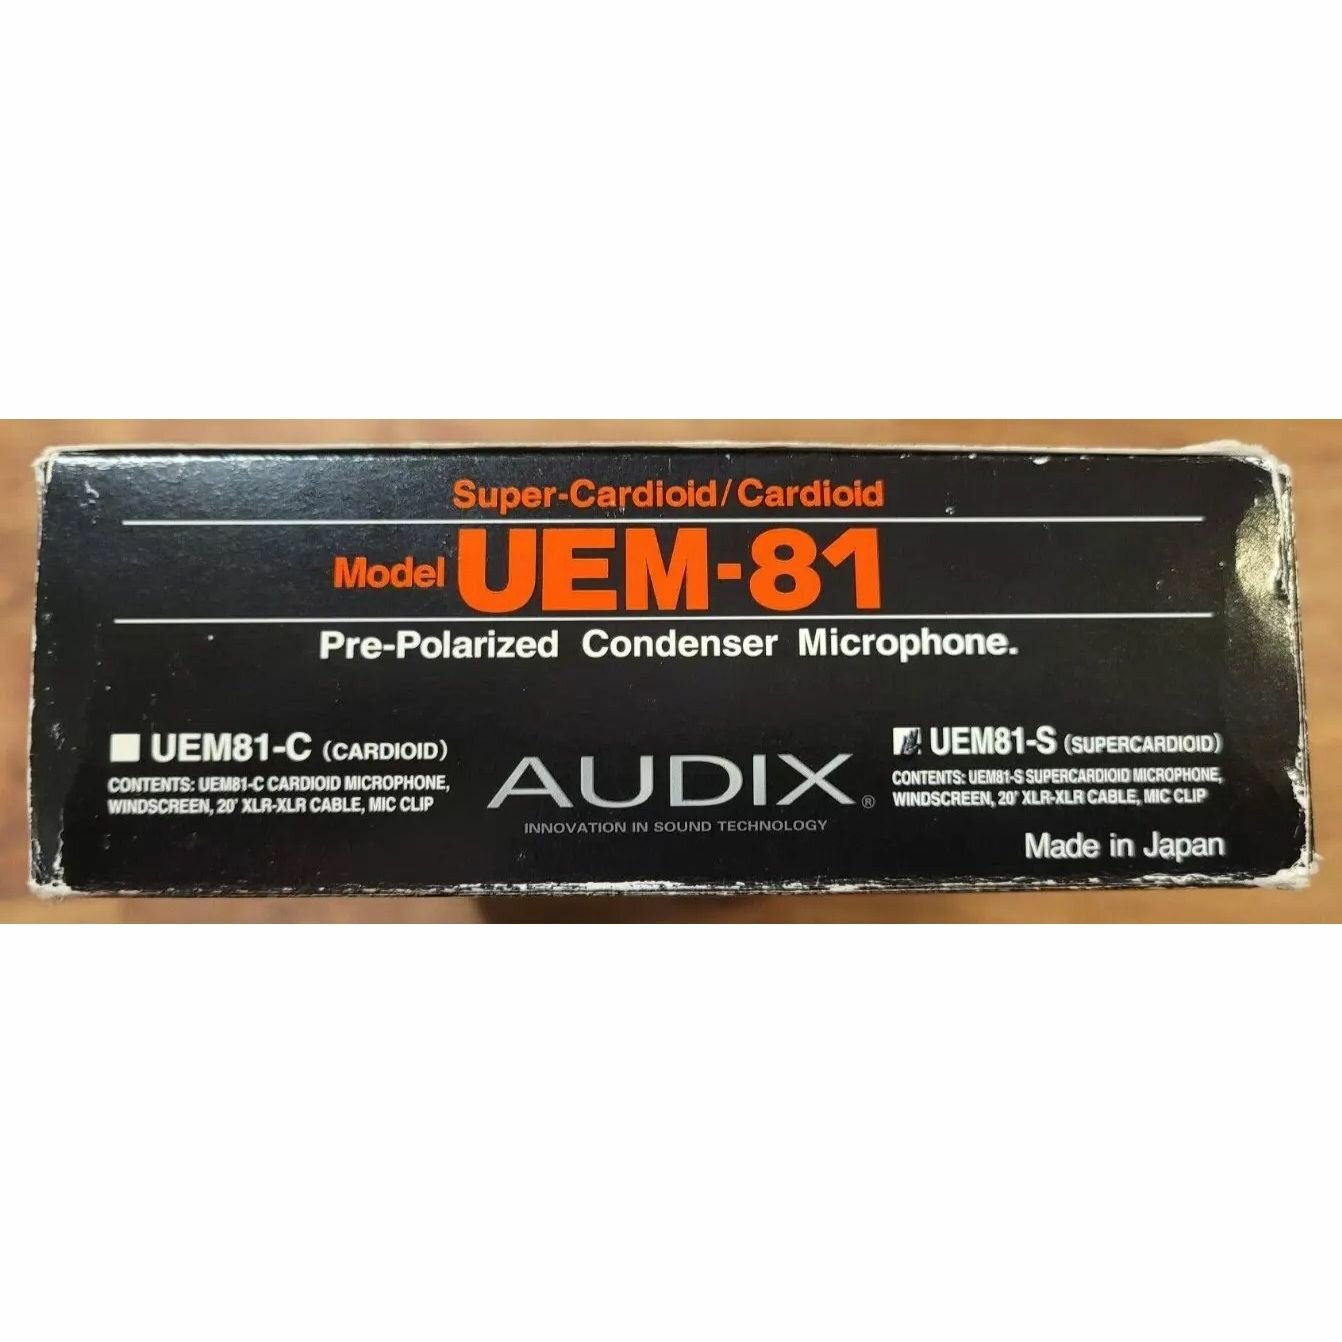 Super-Cardioid/Cardioid
Model UEM-81
Pre-Polarized Condenser Microphone.
UEM81-C (CARDIOID)
CONTENTS: UEM81-C CARDIOID MICROPHONE,
WINDSCREEN, 20' XLR-XLR CABLE, MIC CLIP
AUDIX®
INNOVATION IN SOUND TECHNOLOGY
UEM81-S (SUPERCARDIOID)
CONTENTS: UEM81-S SUPERCARDIOID MICROPHONE,
WINDSCREEN, 20' XLR-XLR CABLE, MIC CLIP
Made in Japan